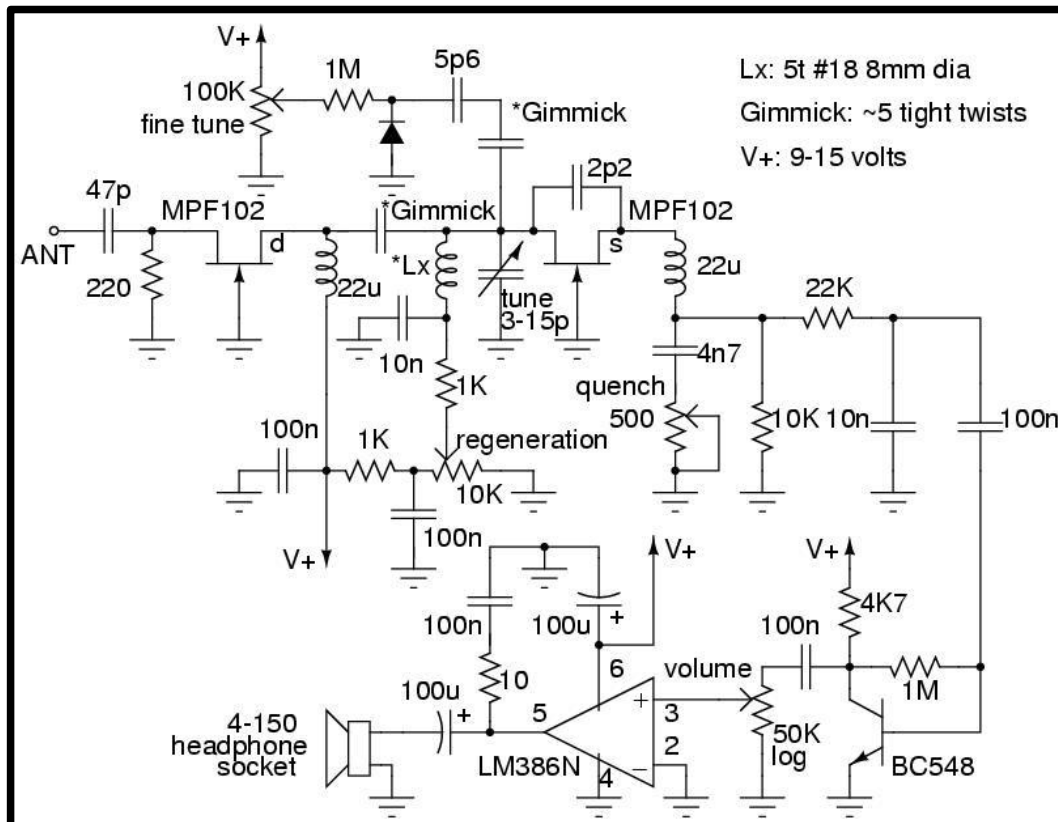 V+
5p6
1M
100K
fine tune
*Gimmick
Lx: 5t #18 8mm dia
Gimmick: ~5 tight twists
V+: 9-15 volts
47p
MPF102
*Gimmick
2p2
MPF102
d
s
ANT
220
22u
*Lx
tune
3-15p
22u
22K
10n
1K
4n7
quench
500
10K
10n
100n
100n
1K
regeneration
10K
100n
V+
V+
V+
100n
100u
+
4K7
100n
6
volume
10
1M
100u
+
5
+
3
50K
log
4-150
headphone
socket
LM386N
2
−
4
BC548